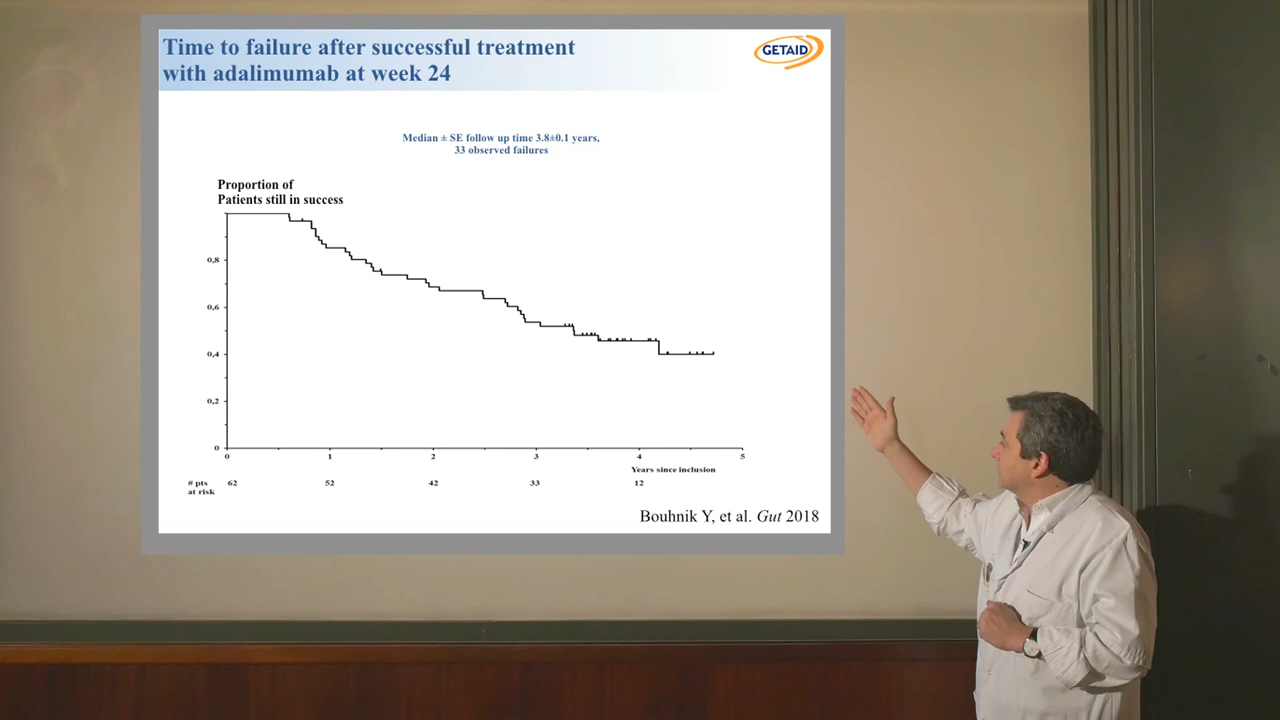 Time to failure after successful treatment
with adalimumab at week 24
GETAID
Median ± SE follow up time 3.8±0.1 years,
33 observed failures
Proportion of
Patients still in success
0,8
0,6
0,4
0,2
0
0 1 2 3 4 5
Years since inclusion
# pts
at risk
62 52 42 33 12
Bouhnik Y, et al. Gut 2018